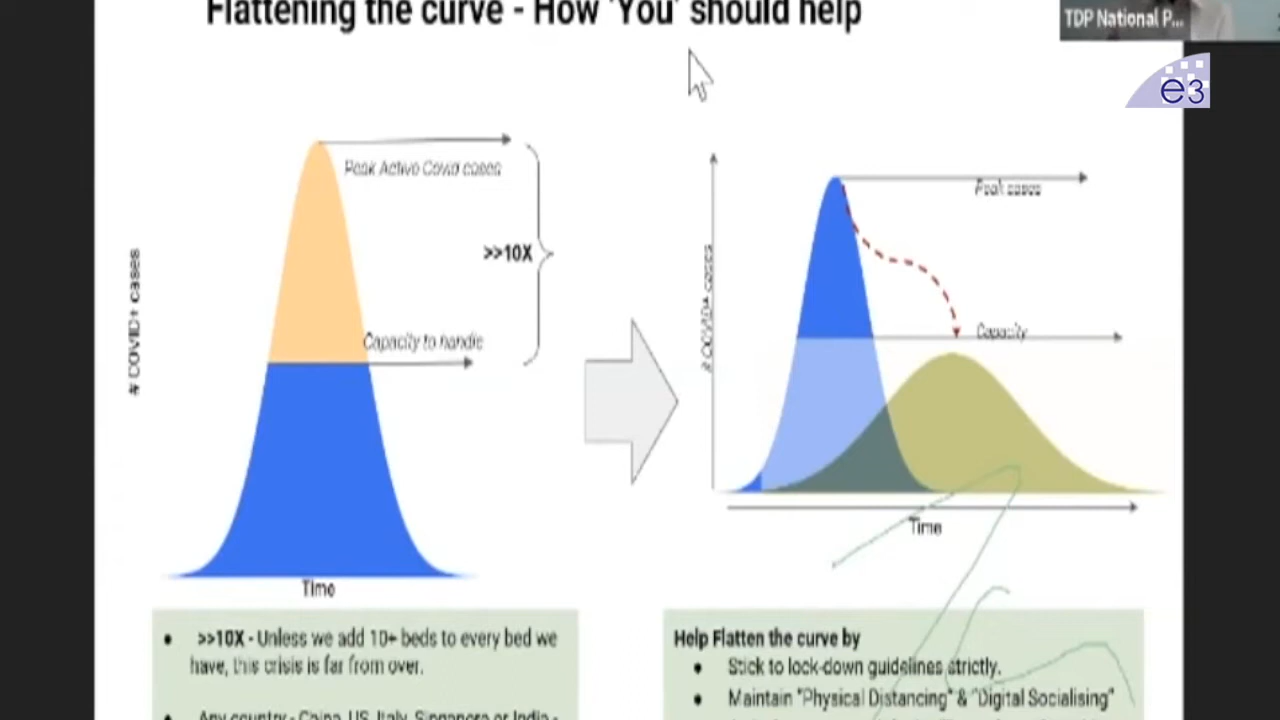 Flattening the curve - How 'You' should help
TDP National P...
e3
Peak Active Covid cases
>>10X
Capacity to handle
# COVID+ cases
Time
Peak cases
Capacity
# COVID+ cases
Time
• >>10X - Unless we add 10+ beds to every bed we
have, this crisis is far from over.
• Any country - China, US, Italy, Singapore or India -
Help Flatten the curve by
• Stick to lock-down guidelines strictly.
• Maintain "Physical Distancing" & "Digital Socialising"